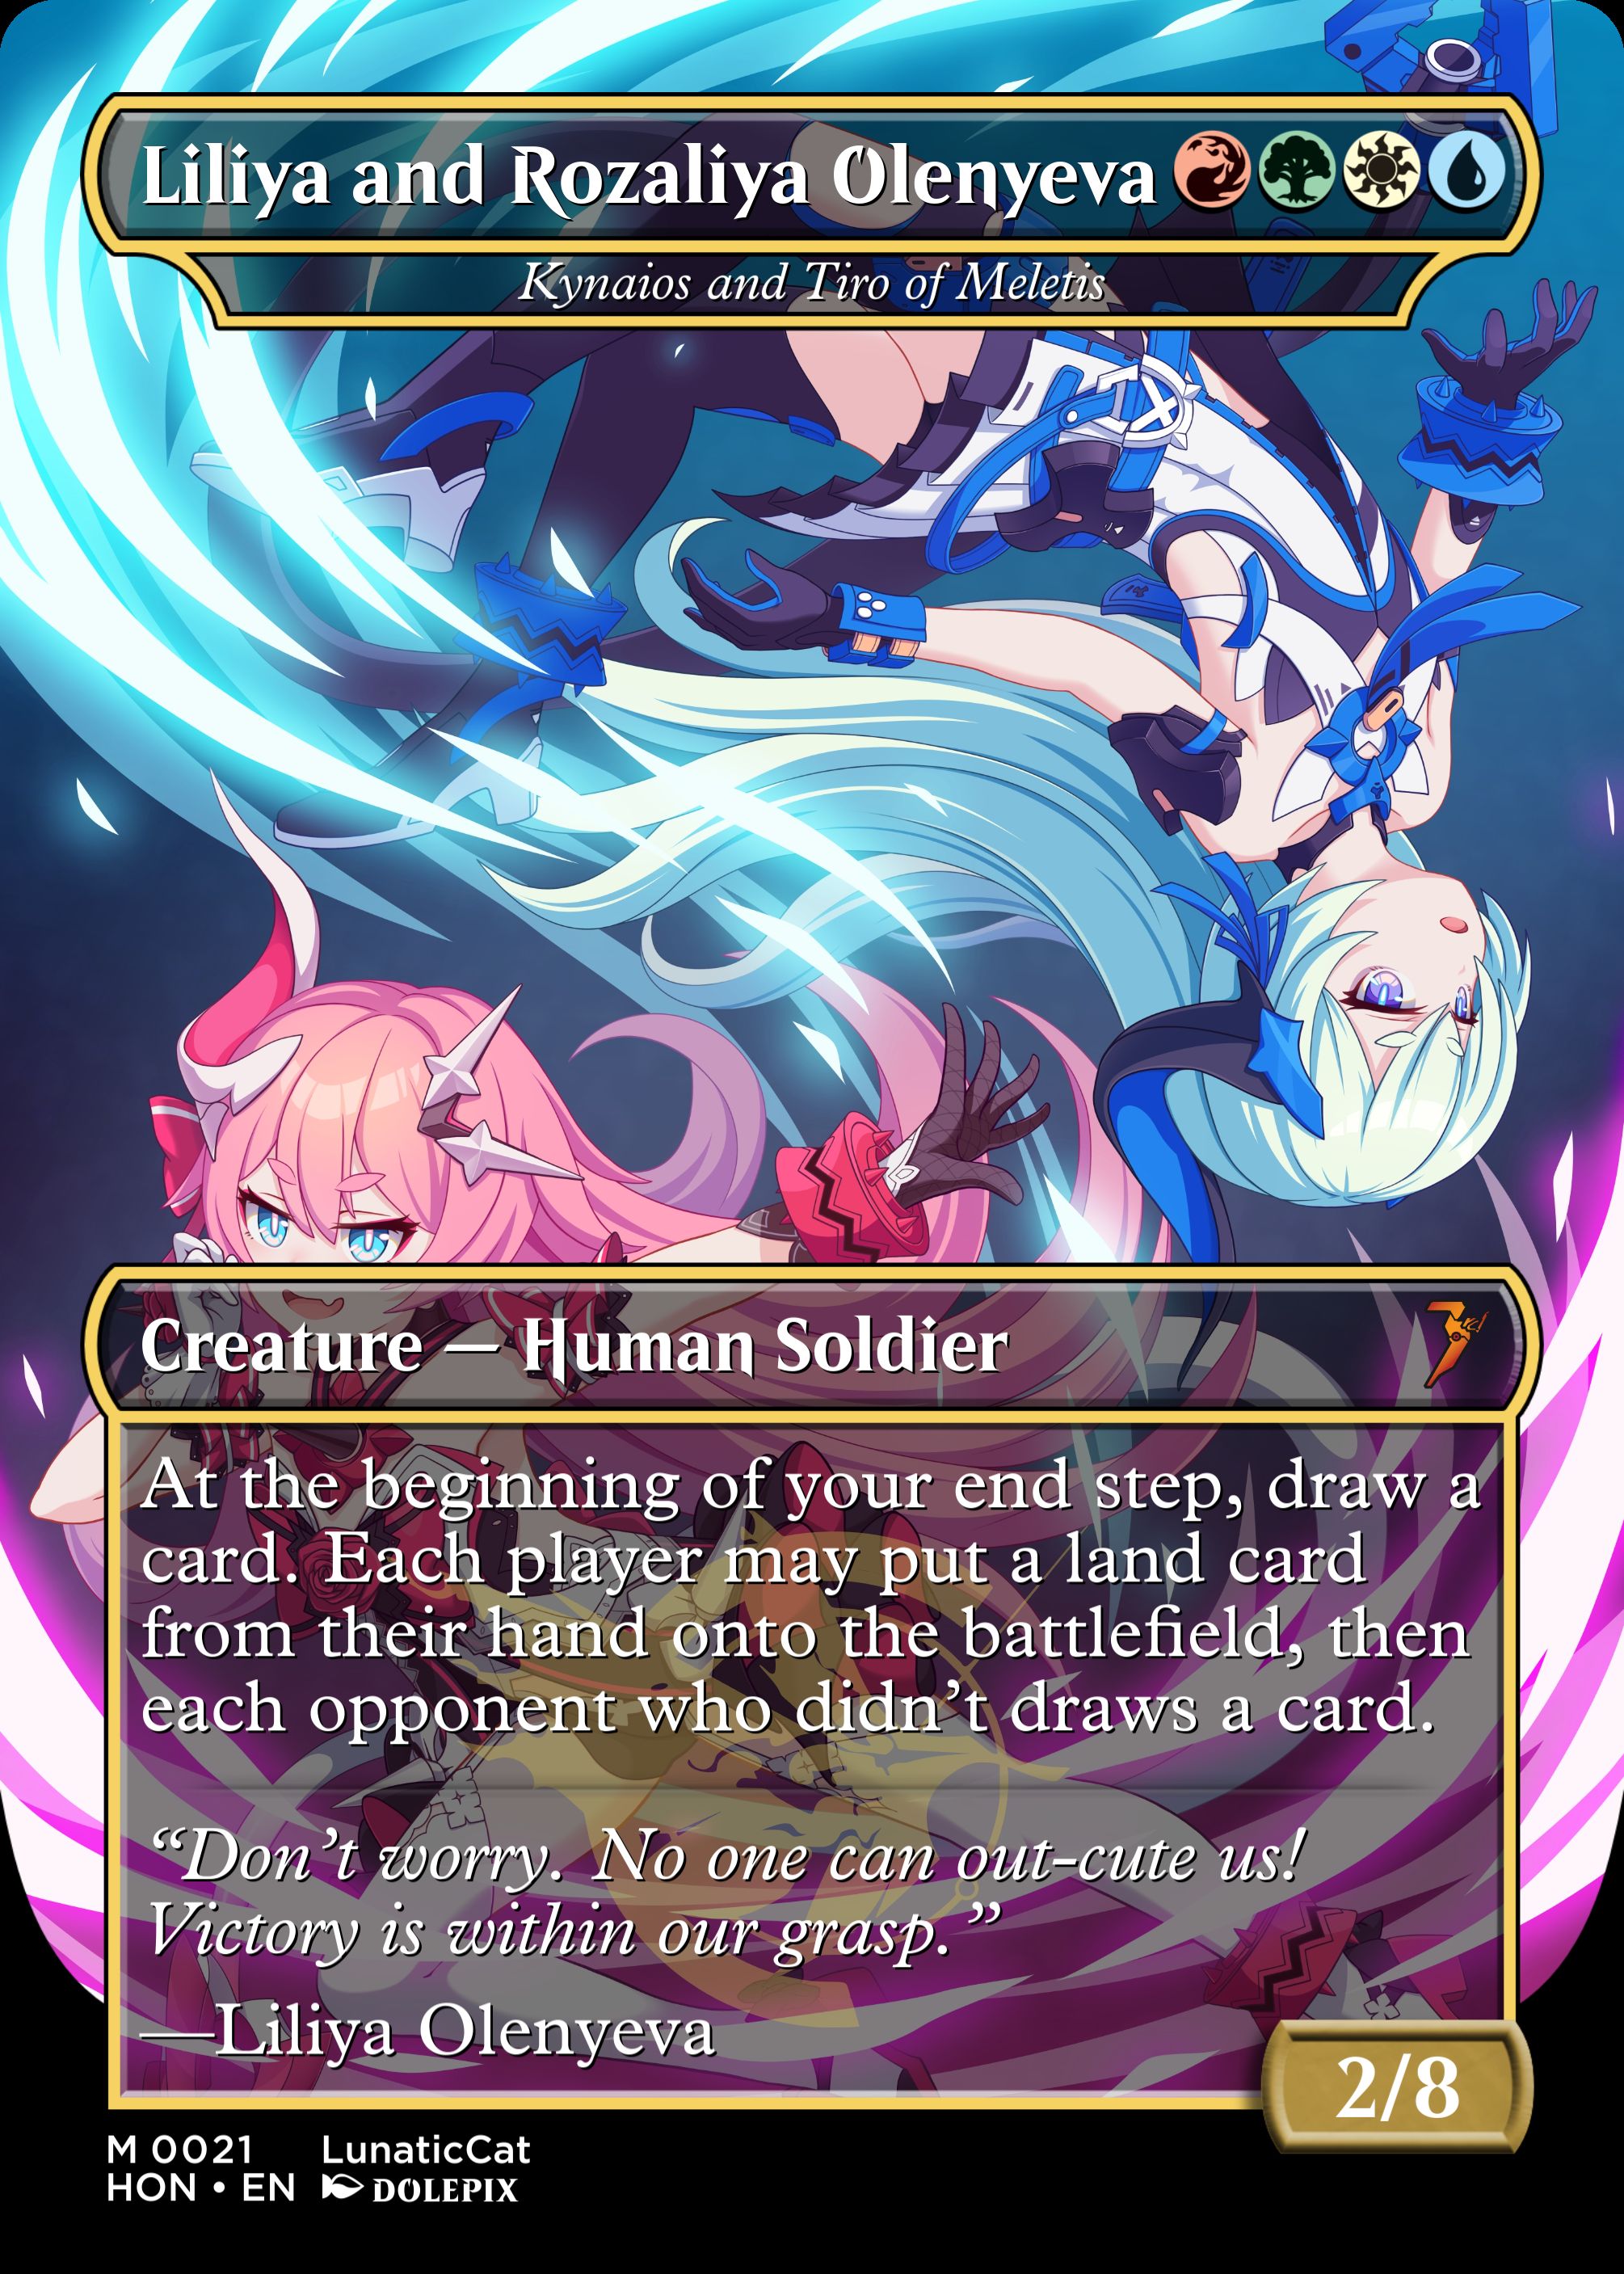 Liliya and Rozaliya Olenyeva
Kynaios and Tiro of Meletis
Creature — Human Soldier
At the beginning of your end step, draw a
card. Each player may put a land card
from their hand onto the battlefield, then
each opponent who didn't draws a card.
“Don't worry. No one can out-cute us!
Victory is within our grasp.”
—Liliya Olenyeva
2/8
M 0021 LunaticCat
HON • EN DOLEPIX